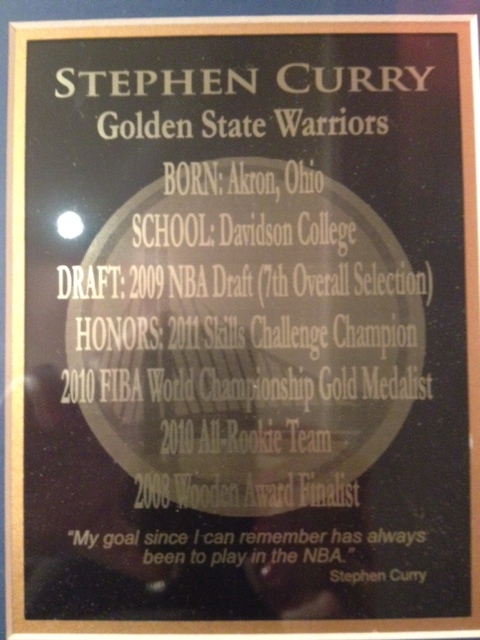 STEPHEN CURRY
Golden State Warriors
BORN: Akron, Ohio
SCHOOL: Davidson College
DRAFT: 2009 NBA Draft (7th Overall Selection)
HONORS: 2011 Skills Challenge Champion
2010 FIBA World Championship Gold Medalist
2010 All-Rookie Team
2008 Wooden Award Finalist
“My goal since I can remember has always
been to play in the NBA.”
Stephen Curry